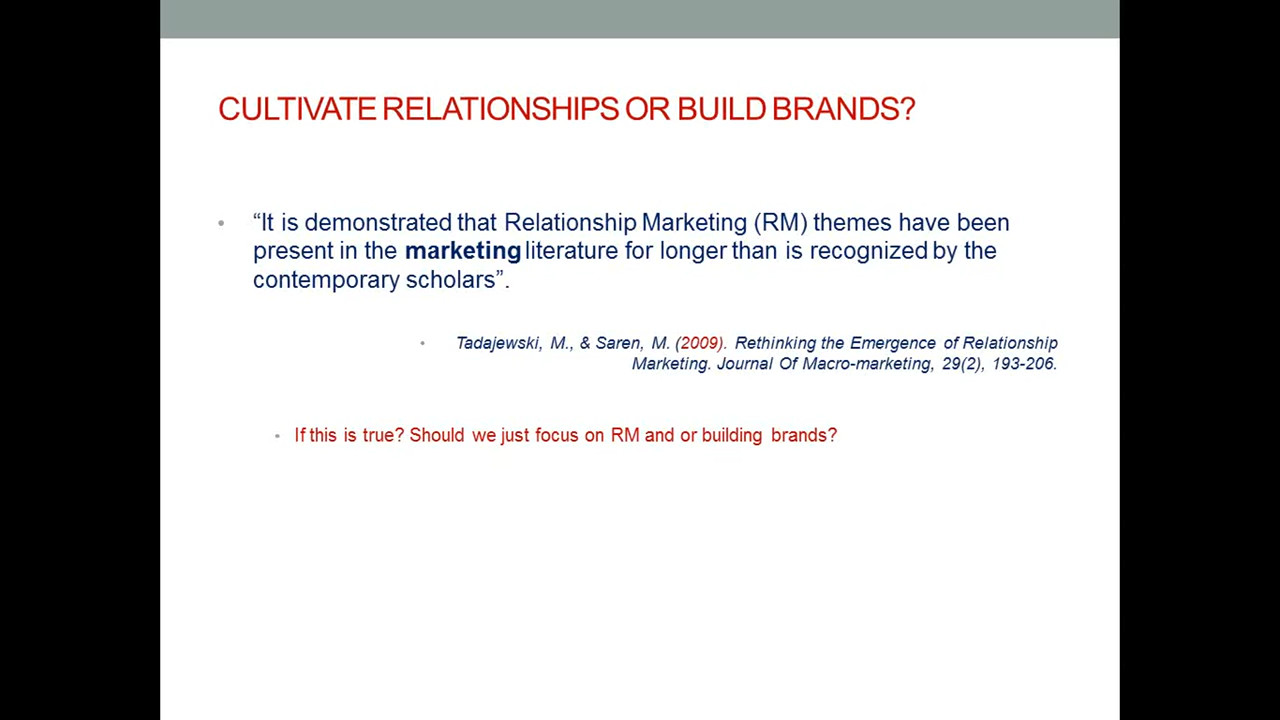 CULTIVATE RELATIONSHIPS OR BUILD BRANDS?
• “It is demonstrated that Relationship Marketing (RM) themes have been
present in the marketing literature for longer than is recognized by the
contemporary scholars”.
• Tadajewski, M., & Saren, M. (2009). Rethinking the Emergence of Relationship
Marketing. Journal Of Macro-marketing, 29(2), 193-206.
• If this is true? Should we just focus on RM and or building brands?